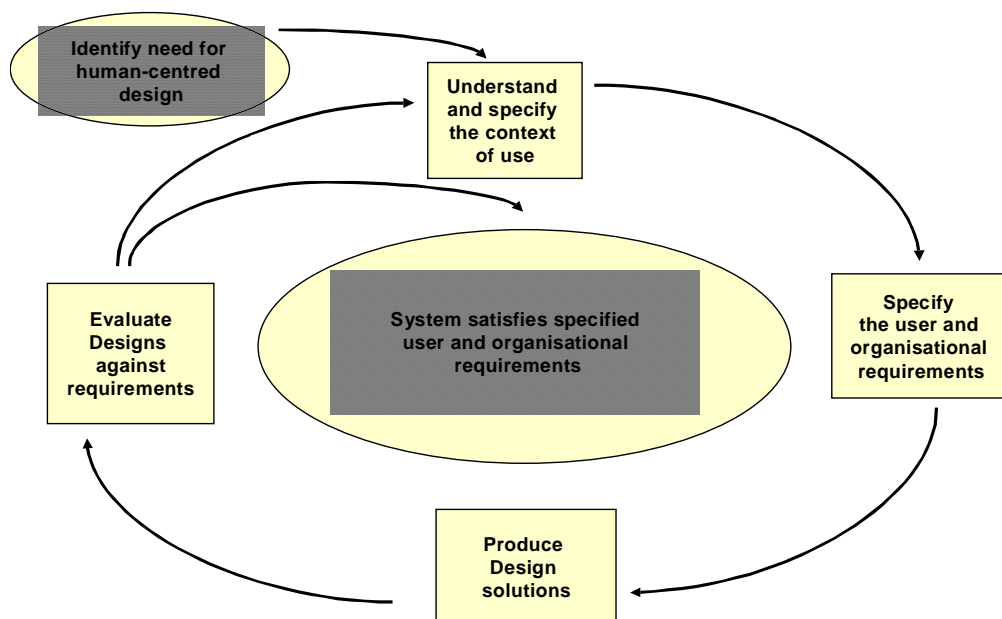 Identify need for
human-centred
design
Understand
and specify
the context
of use
Specify
the user and
organisational
requirements
Produce
Design
solutions
Evaluate
Designs
against
requirements
System satisfies specified
user and organisational
requirements